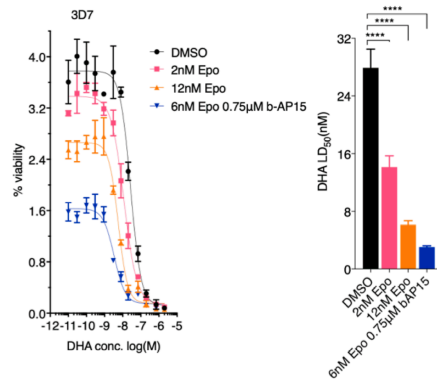 3D7
% viability
4.0
3.2
2.4
1.6
0.8
0.0
-12 -11 -10 -9 -8 -7 -6 -5
DHA conc. log(M)
DMSO
2nM Epo
12nM Epo
6nM Epo 0.75µM b-AP15
****
****
****
DHA LD50(nM)
32
24
16
8
0
DMSO
2nM Epo
12nM Epo
6nM Epo 0.75µM bAP15